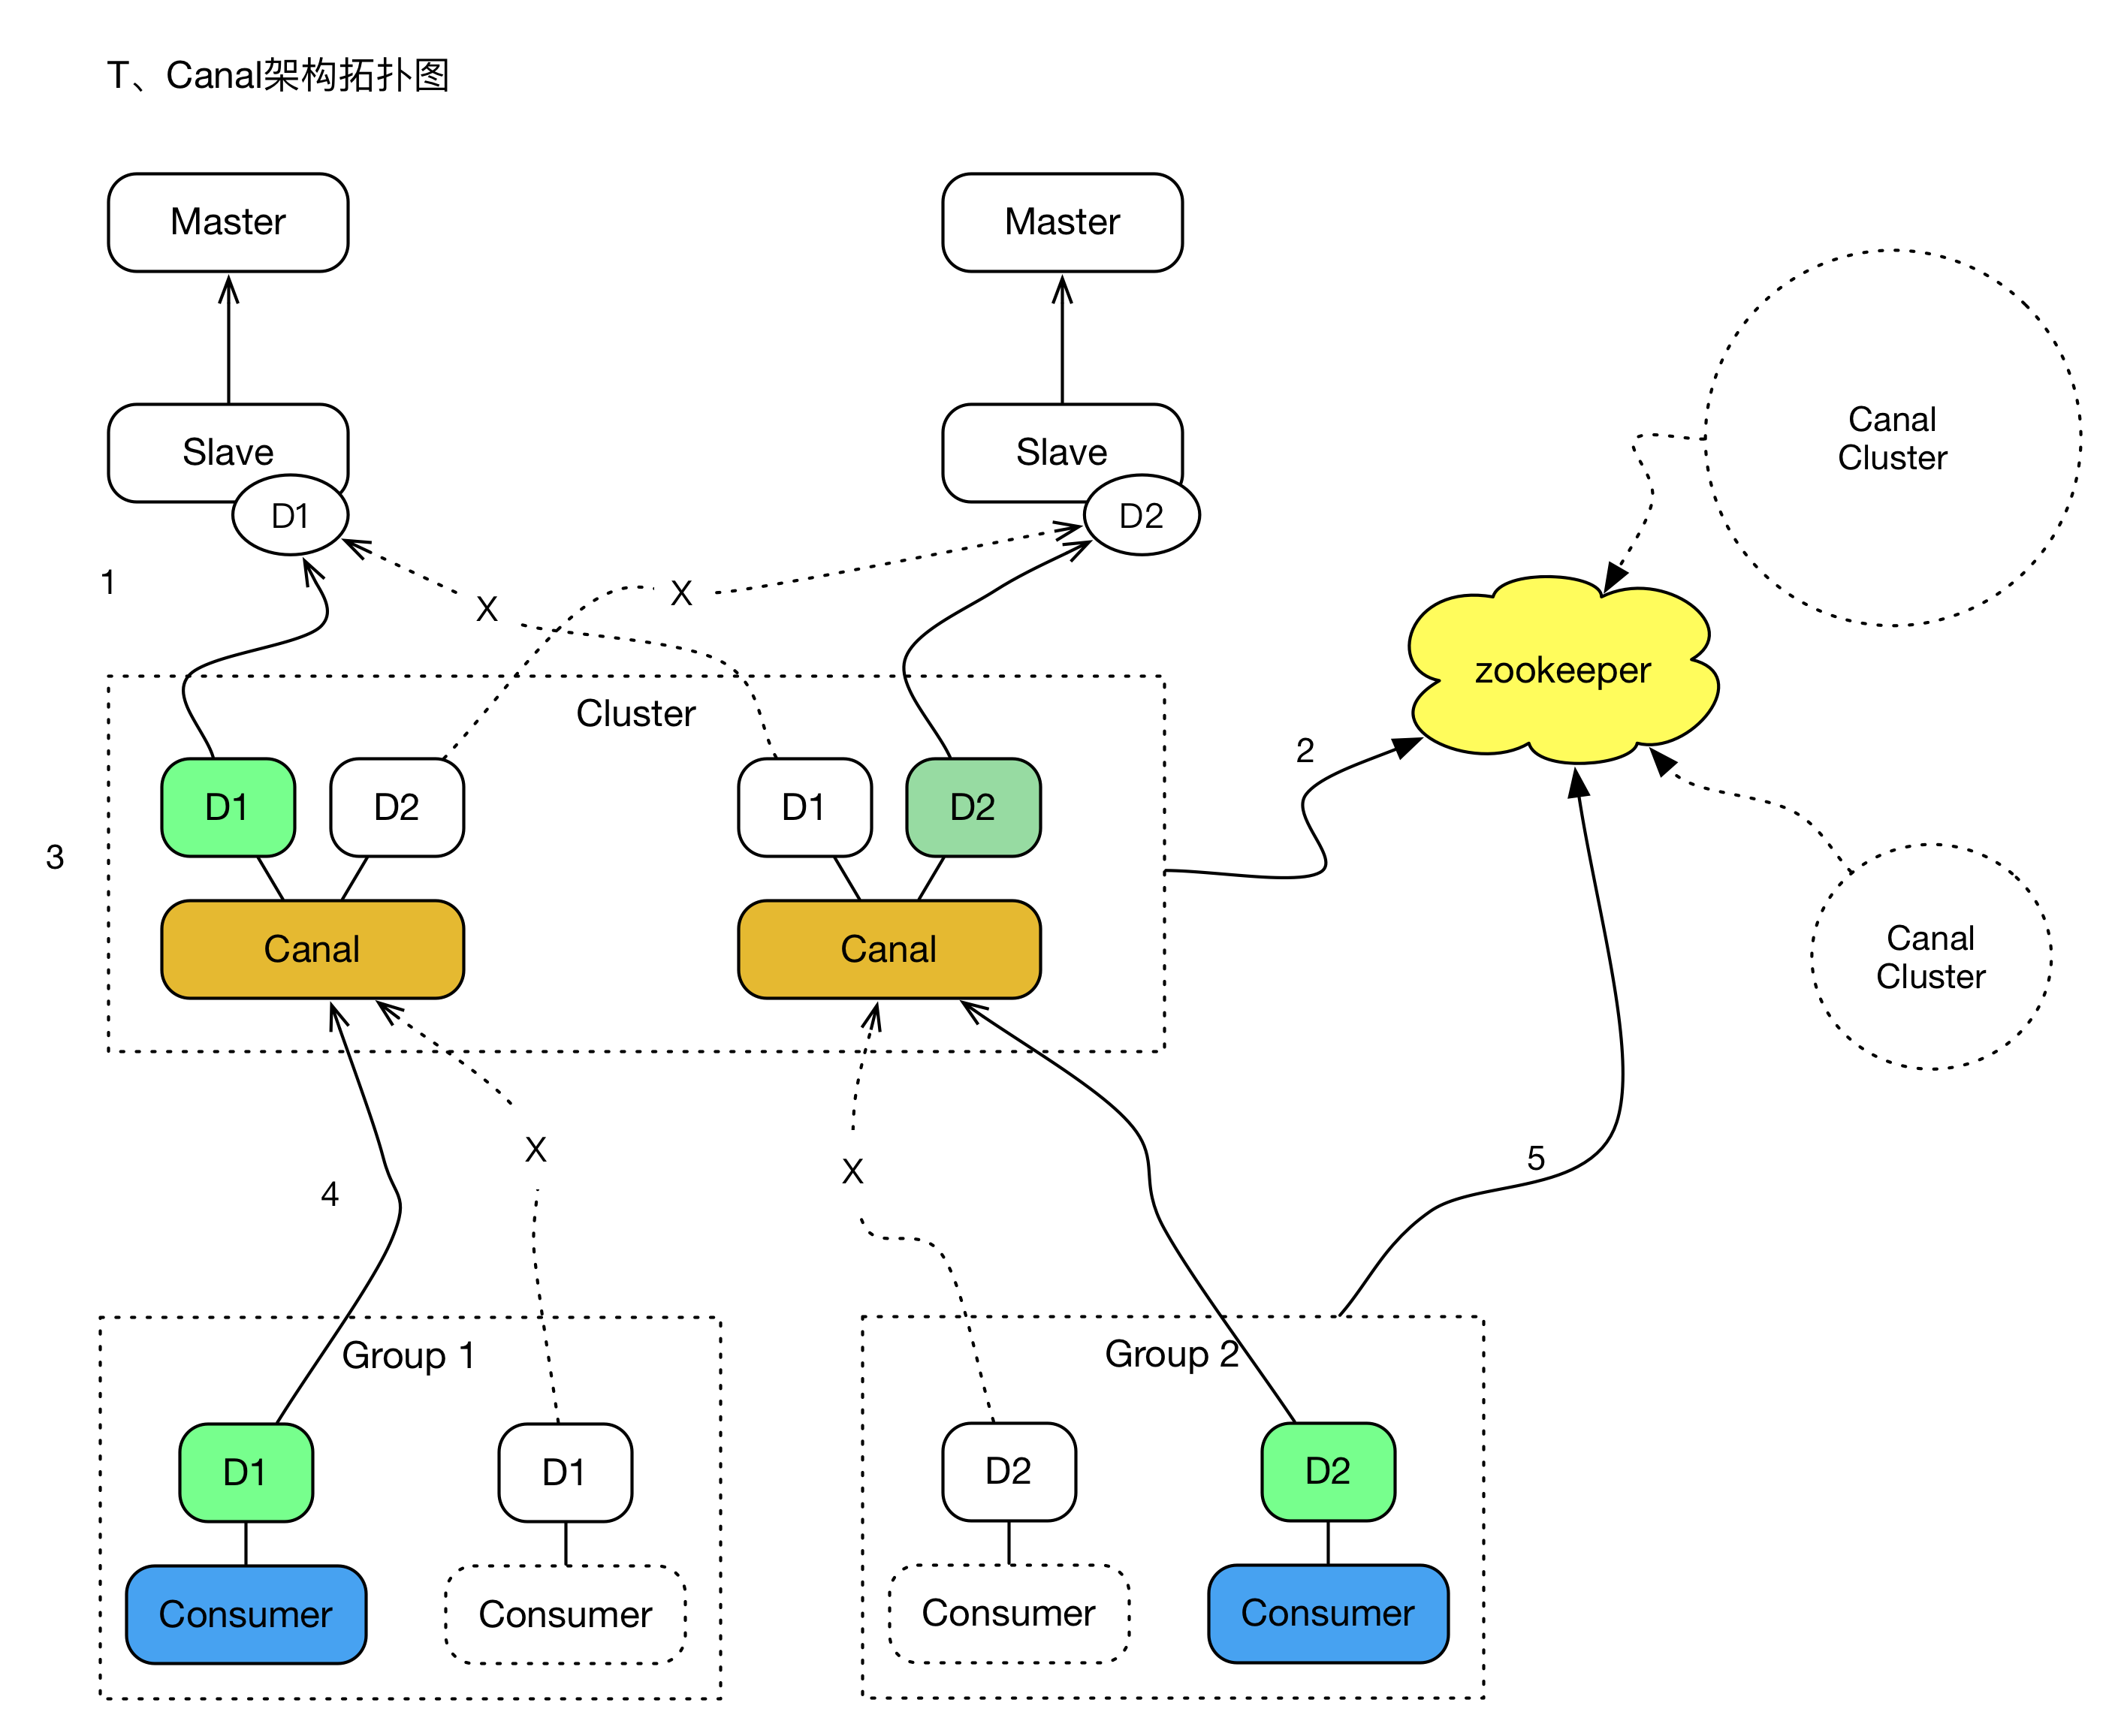 T、Canal架构拓扑图
Master
Master
Slave
Slave
D1
D2
Canal
Cluster
1
X
X
zookeeper
Cluster
2
D1
D2
D1
D2
3
Canal
Canal
Canal
Cluster
X
X
4
5
Group 1
Group 2
D1
D1
D2
D2
Consumer
Consumer
Consumer
Consumer